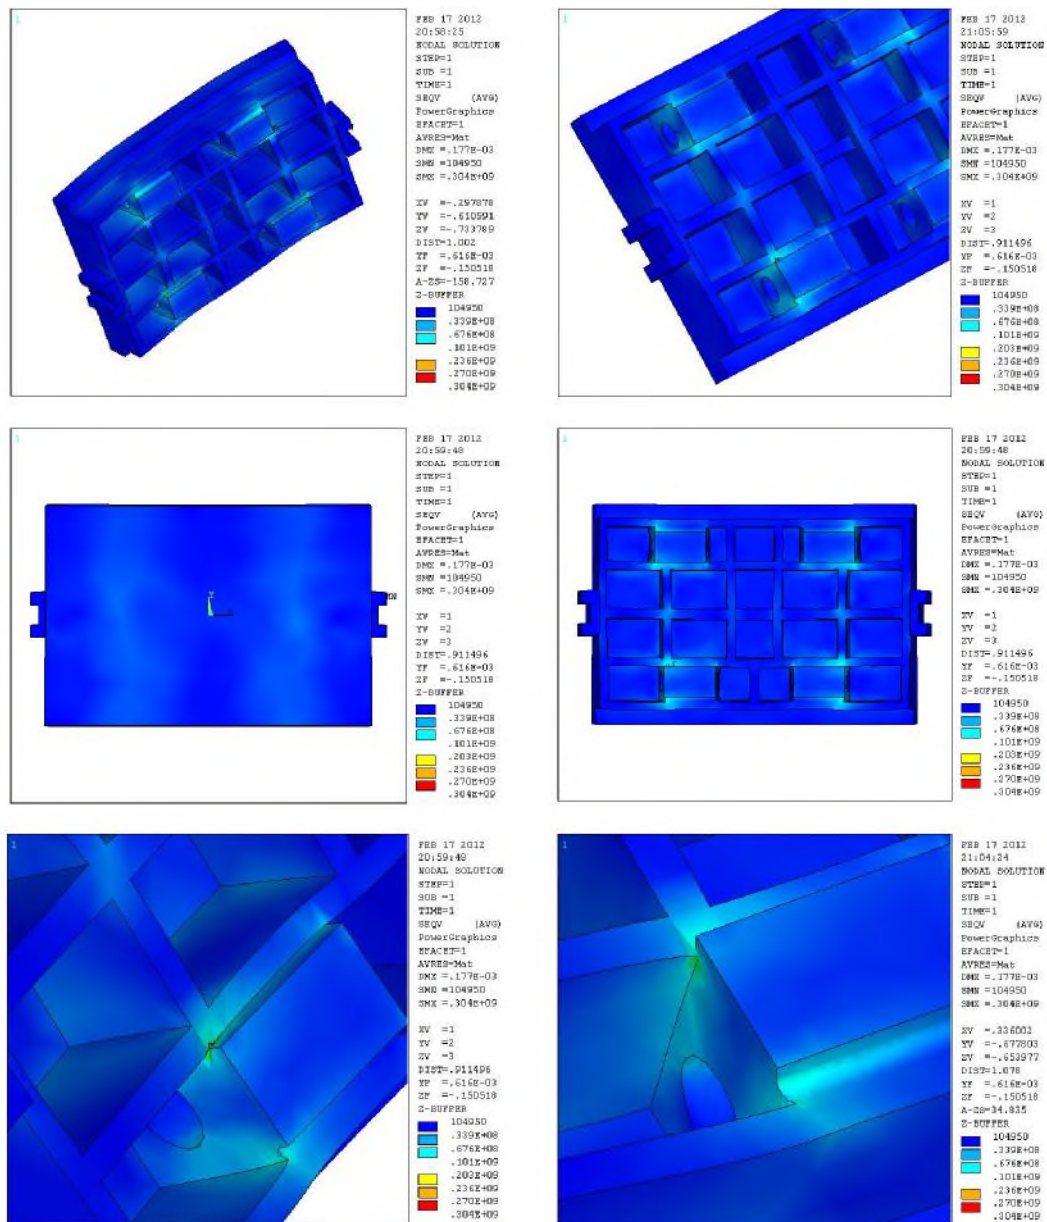 1
FEB 17 2012
20:58:25
NODAL SOLUTION
STEP=1
SUB =1
TIME=1
SEQV (AVG)
PowerGraphics
EFACET=1
AVRES=Mat
DMX =.177E-03
SMN =104950
SMX =.304E+09
XV =-.297878
YV =-.610591
ZV =-.733789
DIST=1.002
YF =.616E-03
ZF =-.150518
A-ZS=-158.727
Z-BUFFER
104950
.339E+08
.676E+08
.101E+09
.236E+09
.270E+09
.304E+09
1
FEB 17 2012
21:05:59
NODAL SOLUTION
STEP=1
SUB =1
TIME=1
SEQV (AVG)
PowerGraphics
EFACET=1
AVRES=Mat
DMX =.177E-03
SMN =104950
SMX =.304E+09
XV =1
YV =2
ZV =3
DIST=.911496
YF =.616E-03
ZF =-.150518
Z-BUFFER
104950
.339E+08
.676E+08
.101E+09
.203E+09
.236E+09
.270E+09
.304E+09
1
MN
FEB 17 2012
20:59:48
NODAL SOLUTION
STEP=1
SUB =1
TIME=1
SEQV (AVG)
PowerGraphics
EFACET=1
AVRES=Mat
DMX =.177E-03
SMN =104950
SMX =.304E+09
XV =1
YV =2
ZV =3
DIST=.911496
YF =.616E-03
ZF =-.150518
Z-BUFFER
104950
.339E+08
.676E+08
.101E+09
.203E+09
.236E+09
.270E+09
.304E+09
1
FEB 17 2012
20:59:48
NODAL SOLUTION
STEP=1
SUB =1
TIME=1
SEQV (AVG)
PowerGraphics
EFACET=1
AVRES=Mat
DMX =.177E-03
SMN =104950
SMX =.304E+09
XV =1
YV =2
ZV =3
DIST=.911496
YF =.616E-03
ZF =-.150518
Z-BUFFER
104950
.339E+08
.676E+08
.101E+09
.203E+09
.236E+09
.270E+09
.304E+09
1
FEB 17 2012
20:59:48
NODAL SOLUTION
STEP=1
SUB =1
TIME=1
SEQV (AVG)
PowerGraphics
EFACET=1
AVRES=Mat
DMX =.177E-03
SMN =104950
SMX =.304E+09
XV =1
YV =2
ZV =3
DIST=.911496
YF =.616E-03
ZF =-.150518
Z-BUFFER
104950
.339E+08
.676E+08
.101E+09
.203E+09
.236E+09
.270E+09
.304E+09
1
FEB 17 2012
21:04:24
NODAL SOLUTION
STEP=1
SUB =1
TIME=1
SEQV (AVG)
PowerGraphics
EFACET=1
AVRES=Mat
DMX =.177E-03
SMN =104950
SMX =.304E+09
XV =.336002
YV =-.677803
ZV =-.653977
DIST=1.078
YF =.616E-03
ZF =-.150518
A-ZS=34.835
Z-BUFFER
104950
.339E+08
.676E+08
.101E+09
.236E+09
.270E+09
.304E+09